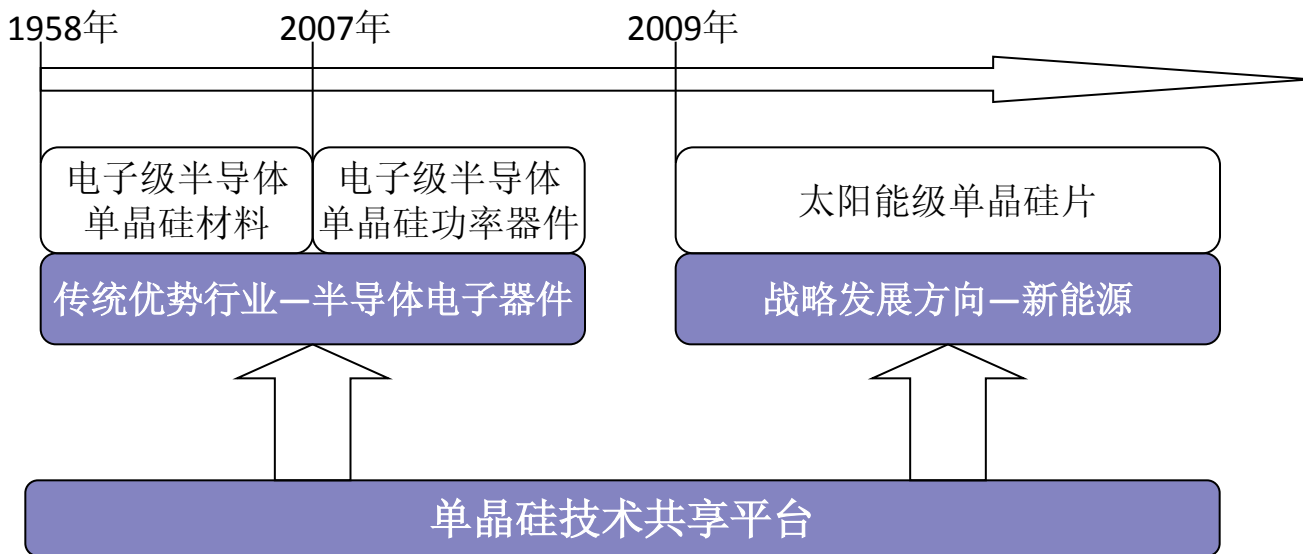 1958年
2007年
2009年
电子级半导体
单晶硅材料
电子级半导体
单晶硅功率器件
太阳能级单晶硅片
传统优势行业—半导体电子器件
战略发展方向—新能源
单晶硅技术共享平台